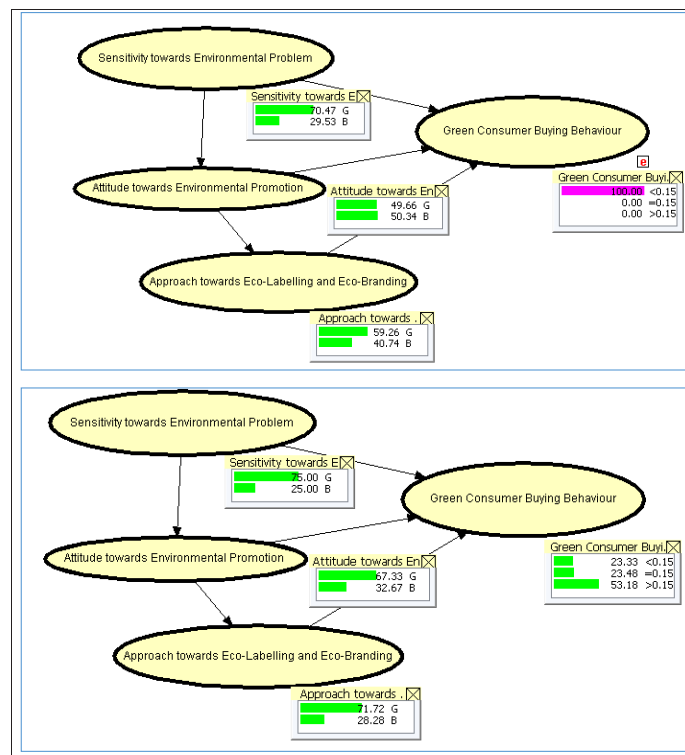 Sensitivity towards Environmental Problem
Sensitivity towards E
70.47 G
29.53 B
Green Consumer Buying Behaviour
e
Attitude towards Environmental Promotion
Attitude towards En
49.66 G
50.34 B
Green Consumer Buyi.
100.00 <0.15
0.00 =0.15
0.00 >0.15
Approach towards Eco-Labelling and Eco-Branding
Approach towards .
59.26 G
40.74 B
Sensitivity towards Environmental Problem
Sensitivity towards E
75.00 G
25.00 B
Green Consumer Buying Behaviour
Attitude towards Environmental Promotion
Attitude towards En
67.33 G
32.67 B
Green Consumer Buyi.
23.33 <0.15
23.48 =0.15
53.18 >0.15
Approach towards Eco-Labelling and Eco-Branding
Approach towards .
71.72 G
28.28 B